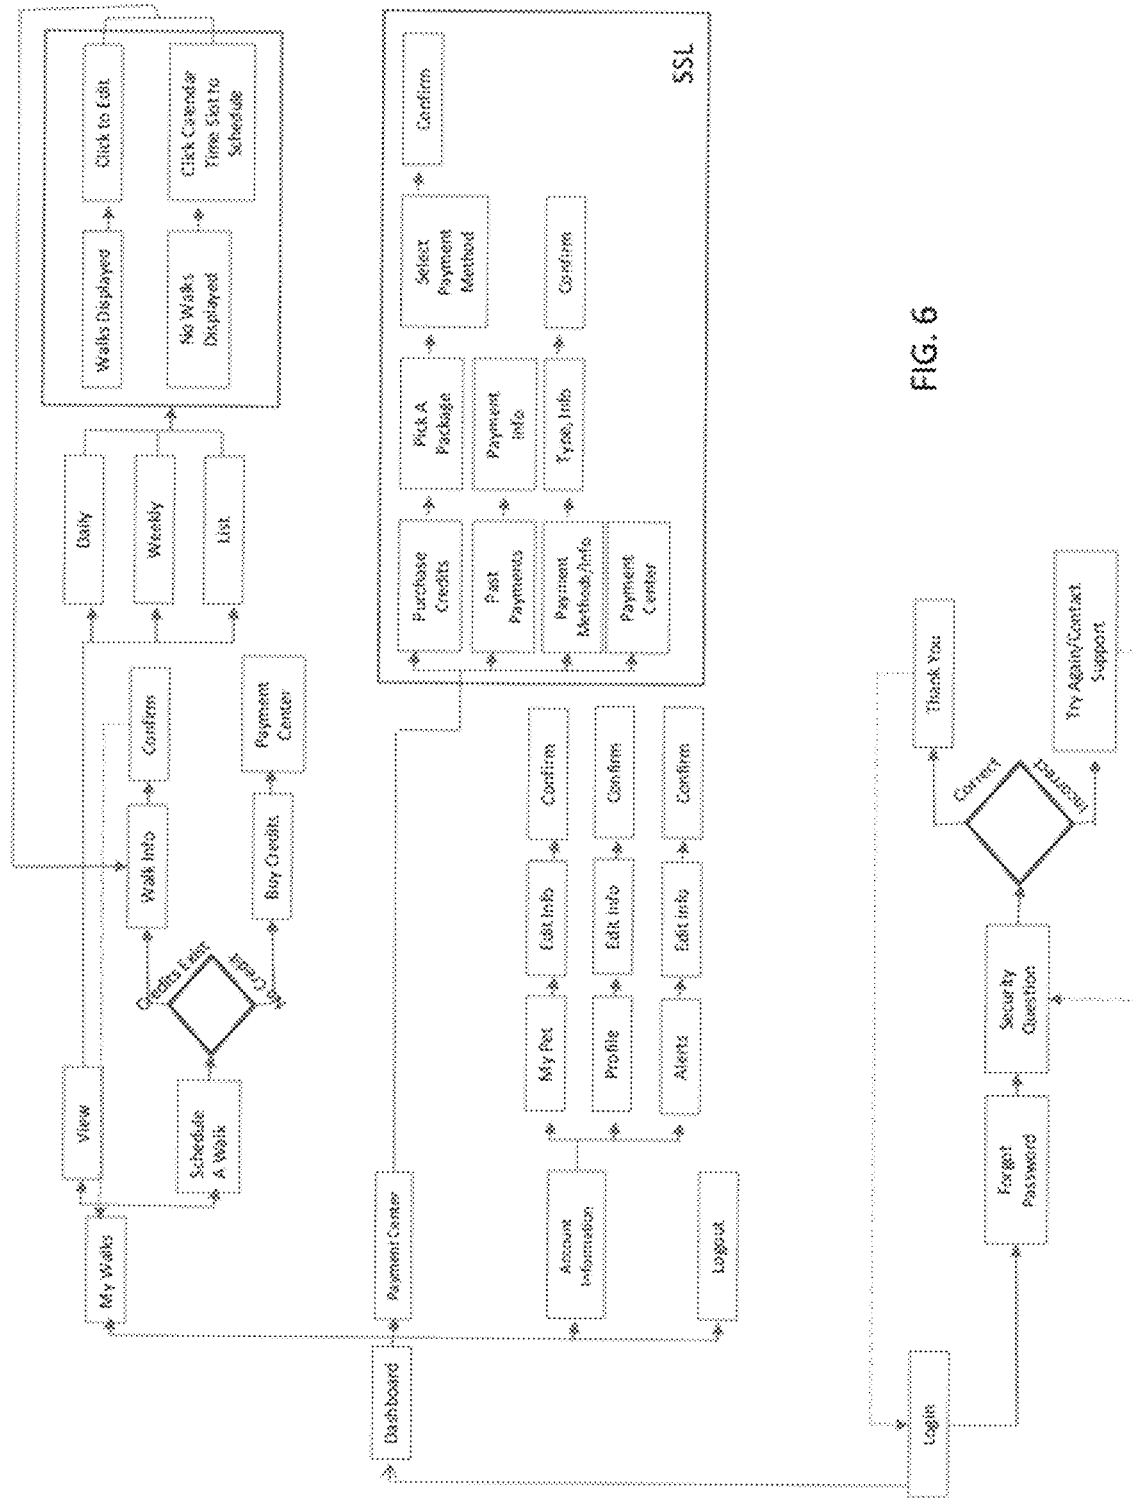 Login
Dashboard
Forget
Password
Security
Question
Correct
Incorrect
Thank You
Try Again/Contact
Support
My Walks
Payment Center
Account
Information
Logout
View
Schedule
A Walk
Credits Exist
Credit
Walk Info
Confirm
Buy Credits
Payment
Center
Daily
Weekly
List
Walks Displayed
Click to Edit
No Walks
Displayed
Click Calendar
Time Slot to
Schedule
Purchase
Credits
Pick A
Package
Select
Payment
Method
Confirm
Past
Payments
Payment
Info
Payment
Methods/Info
Type, Info
Confirm
Payment
Center
SSL
My Pet
Edit Info
Confirm
Profile
Edit Info
Confirm
Alerts
Edit Info
Confirm
FIG. 6